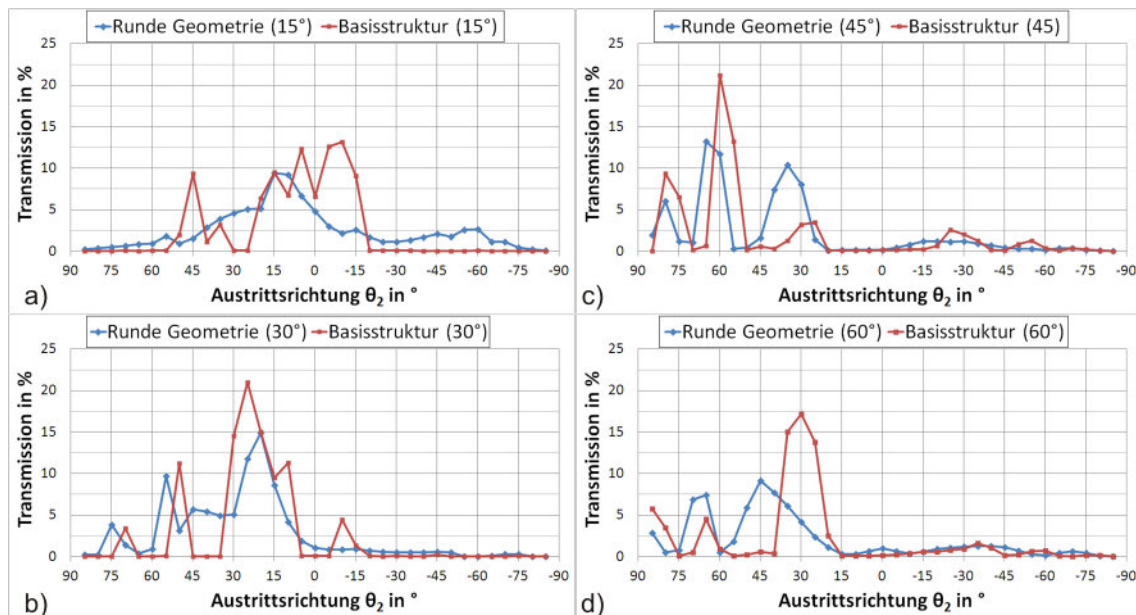 Runde Geometrie (15°) Basisstruktur (15°)
25
20
15
10
5
0
Transmission in %
90 75 60 45 30 15 0 -15 -30 -45 -60 -75 -90
Austrittsrichtung θ₂ in °
a)
Runde Geometrie (45°) Basisstruktur (45)
25
20
15
10
5
0
Transmission in %
90 75 60 45 30 15 0 -15 -30 -45 -60 -75 -90
Austrittsrichtung θ₂ in °
c)
Runde Geometrie (30°) Basisstruktur (30°)
25
20
15
10
5
0
Transmission in %
90 75 60 45 30 15 0 -15 -30 -45 -60 -75 -90
Austrittsrichtung θ₂ in °
b)
Runde Geometrie (60°) Basisstruktur (60°)
25
20
15
10
5
0
Transmission in %
90 75 60 45 30 15 0 -15 -30 -45 -60 -75 -90
Austrittsrichtung θ₂ in °
d)